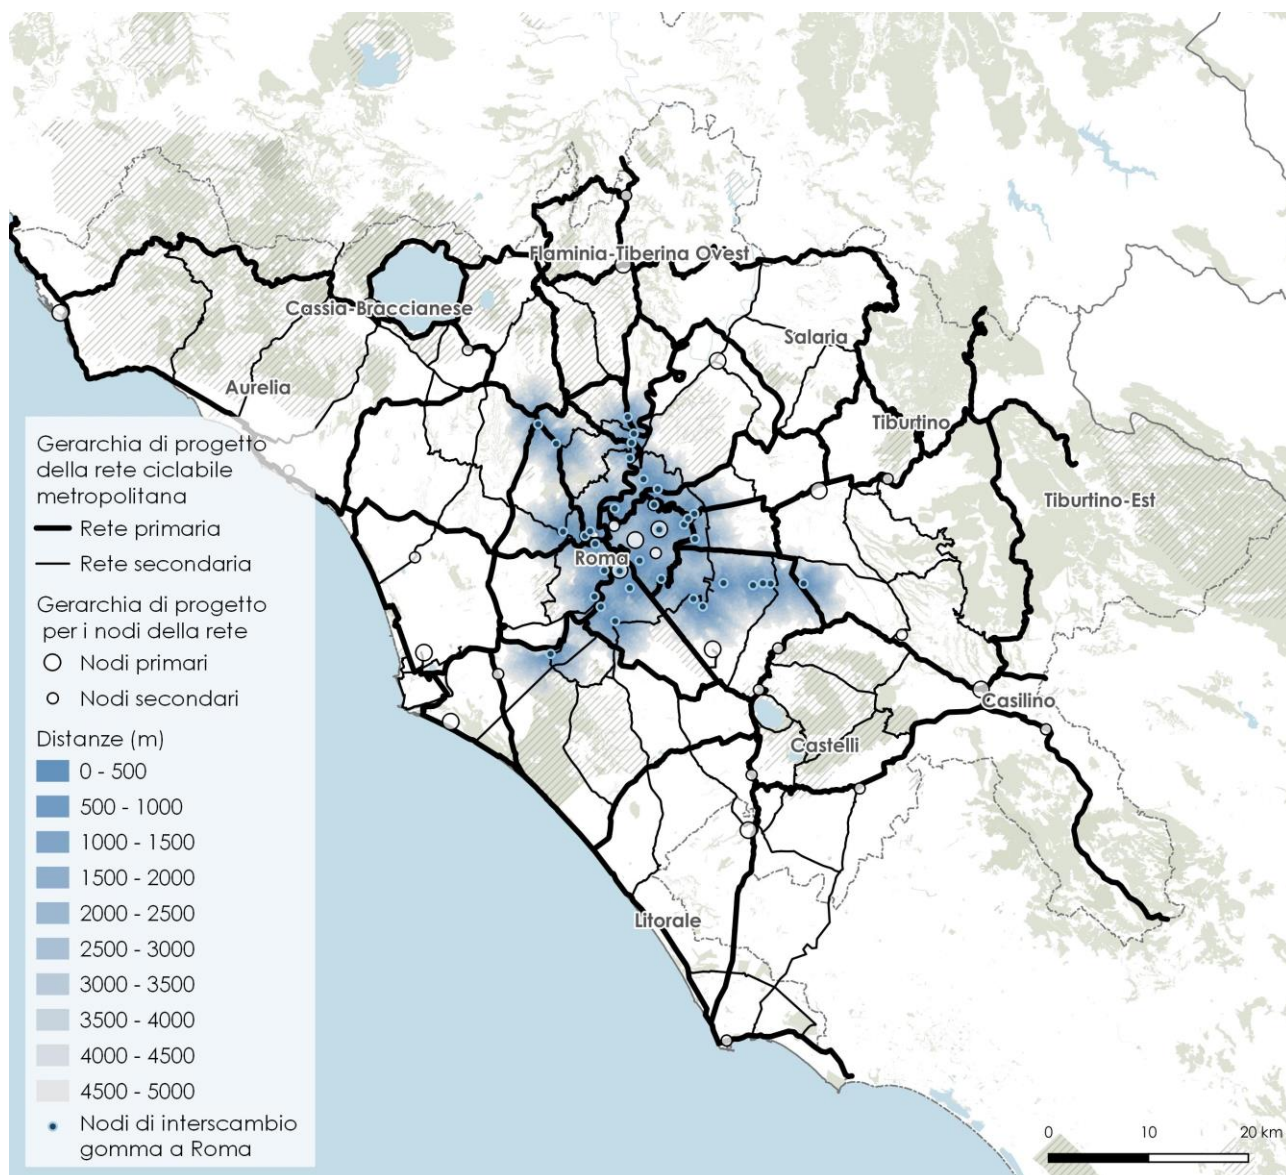 Flaminia-Tiberina Ovest
Cassia-Braccianese
Salaria
Aurelia
Tiburtino
Tiburtino-Est
Roma
Casilino
Castelli
Litorale
Gerarchia di progetto
della rete ciclabile
metropolitana
Rete primaria
Rete secondaria
Gerarchia di progetto
per i nodi della rete
Nodi primari
Nodi secondari
Distanze (m)
0 - 500
500 - 1000
1000 - 1500
1500 - 2000
2000 - 2500
2500 - 3000
3000 - 3500
3500 - 4000
4000 - 4500
4500 - 5000
Nodi di interscambio
gomma a Roma
0 10 20 km